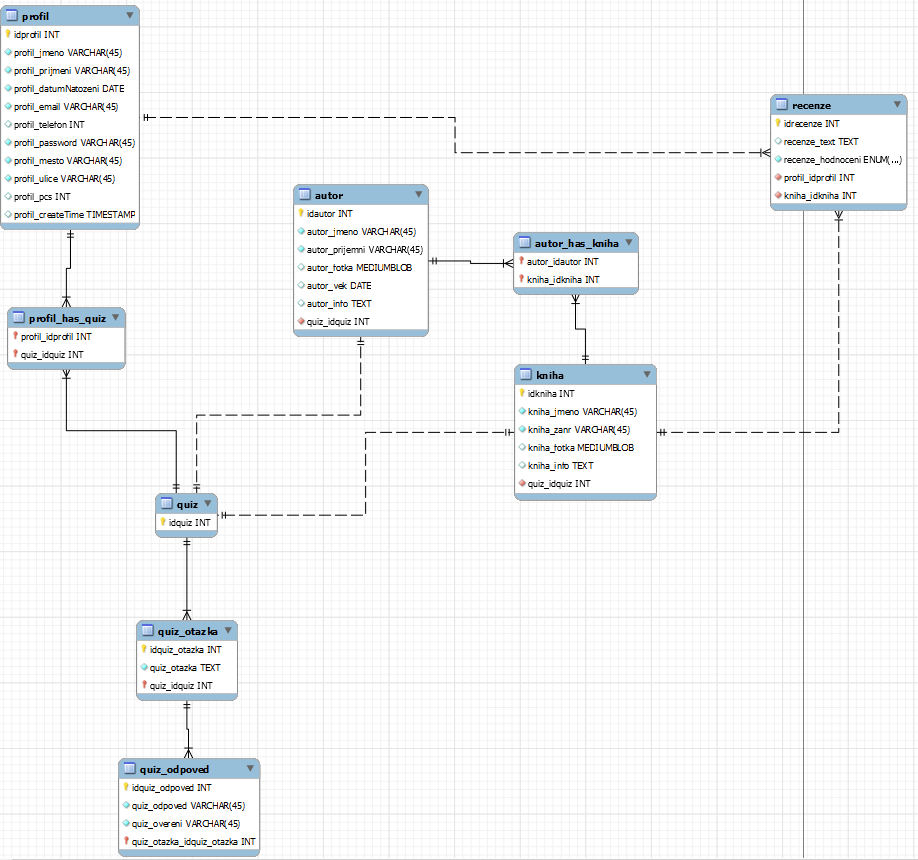 profil
idprofil INT
profil_jmeno VARCHAR(45)
profil_prijmeni VARCHAR(45)
profil_datumNatozeni DATE
profil_email VARCHAR(45)
profil_telefon INT
profil_password VARCHAR(45)
profil_mesto VARCHAR(45)
profil_ulice VARCHAR(45)
profil_pcs INT
profil_createTime TIMESTAMP
recenze
idrecenze INT
recenze_text TEXT
recenze_hodnoceni ENUM(...)
profil_idprofil INT
kniha_idkniha INT
autor
idautor INT
autor_jmeno VARCHAR(45)
autor_prijemni VARCHAR(45)
autor_fotka MEDIUMBLOB
autor_vek DATE
autor_info TEXT
quiz_idquiz INT
autor_has_kniha
autor_idautor INT
kniha_idkniha INT
profil_has_quiz
profil_idprofil INT
quiz_idquiz INT
kniha
idkniha INT
kniha_jmeno VARCHAR(45)
kniha_zanr VARCHAR(45)
kniha_fotka MEDIUMBLOB
kniha_info TEXT
quiz_idquiz INT
quiz
idquiz INT
quiz_otazka
idquiz_otazka INT
quiz_otazka TEXT
quiz_idquiz INT
quiz_odpoved
idquiz_odpoved INT
quiz_odpoved VARCHAR(45)
quiz_overeni VARCHAR(45)
quiz_otazka_idquiz_otazka INT